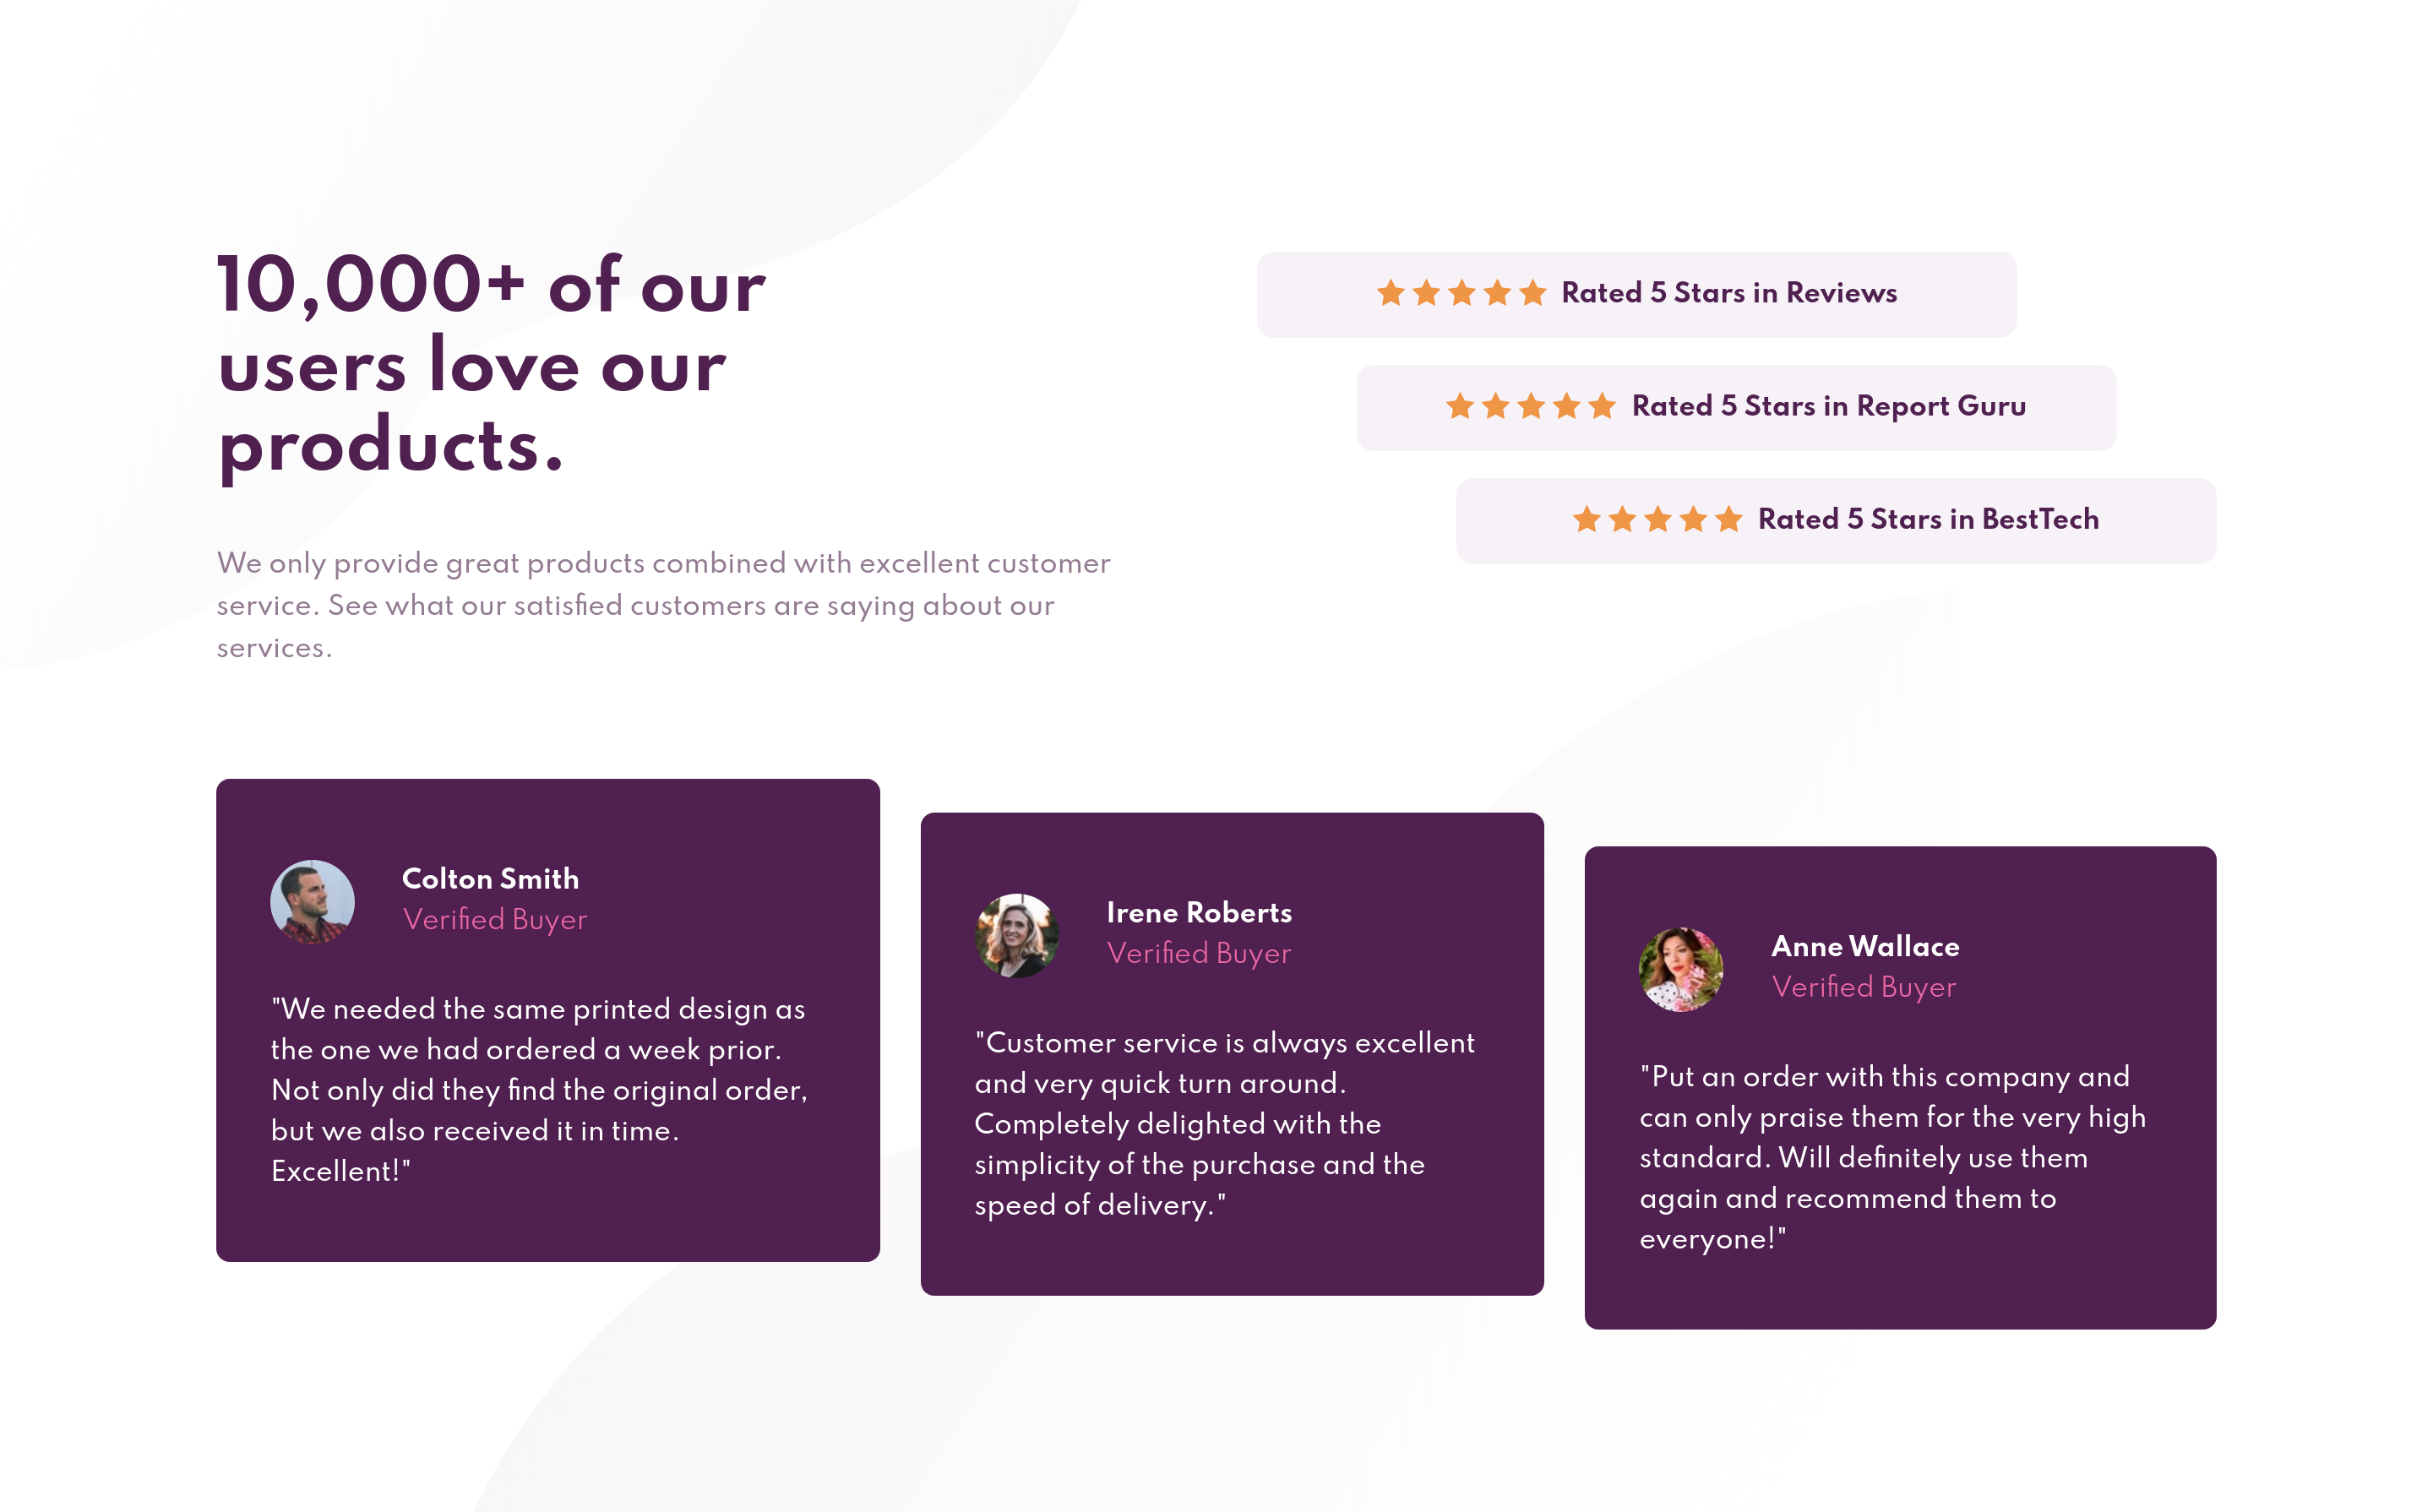 10,000+ of our
users love our
products.
We only provide great products combined with excellent customer
service. See what our satisfied customers are saying about our
services.
Rated 5 Stars in Reviews
Rated 5 Stars in Report Guru
Rated 5 Stars in BestTech
Colton Smith
Verified Buyer
"We needed the same printed design as
the one we had ordered a week prior.
Not only did they find the original order,
but we also received it in time.
Excellent!"
Irene Roberts
Verified Buyer
"Customer service is always excellent
and very quick turn around.
Completely delighted with the
simplicity of the purchase and the
speed of delivery."
Anne Wallace
Verified Buyer
"Put an order with this company and
can only praise them for the very high
standard. Will definitely use them
again and recommend them to
everyone!"